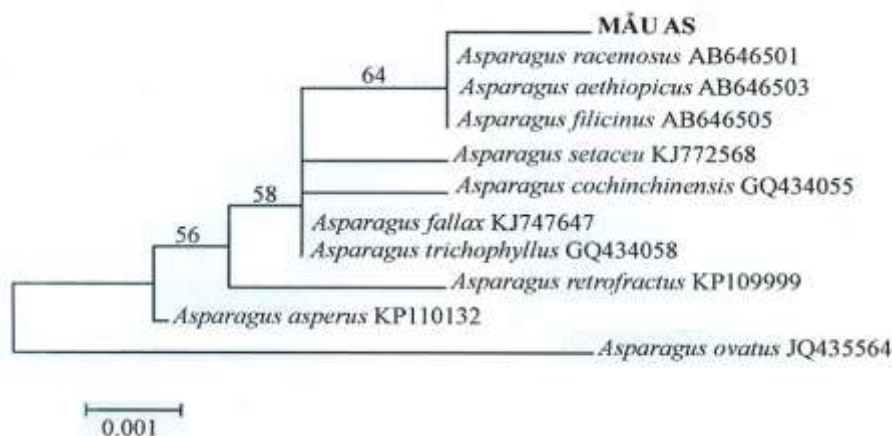 MẪU AS
Asparagus racemosus AB646501
64
Asparagus aethiopicus AB646503
Asparagus filicinus AB646505
Asparagus setaceu KJ772568
Asparagus cochinchinensis GQ434055
58
Asparagus fallax KJ747647
56
Asparagus trichophyllus GQ434058
Asparagus retrofractus KP109999
Asparagus asperus KP110132
Asparagus ovatus JQ435564
0.001